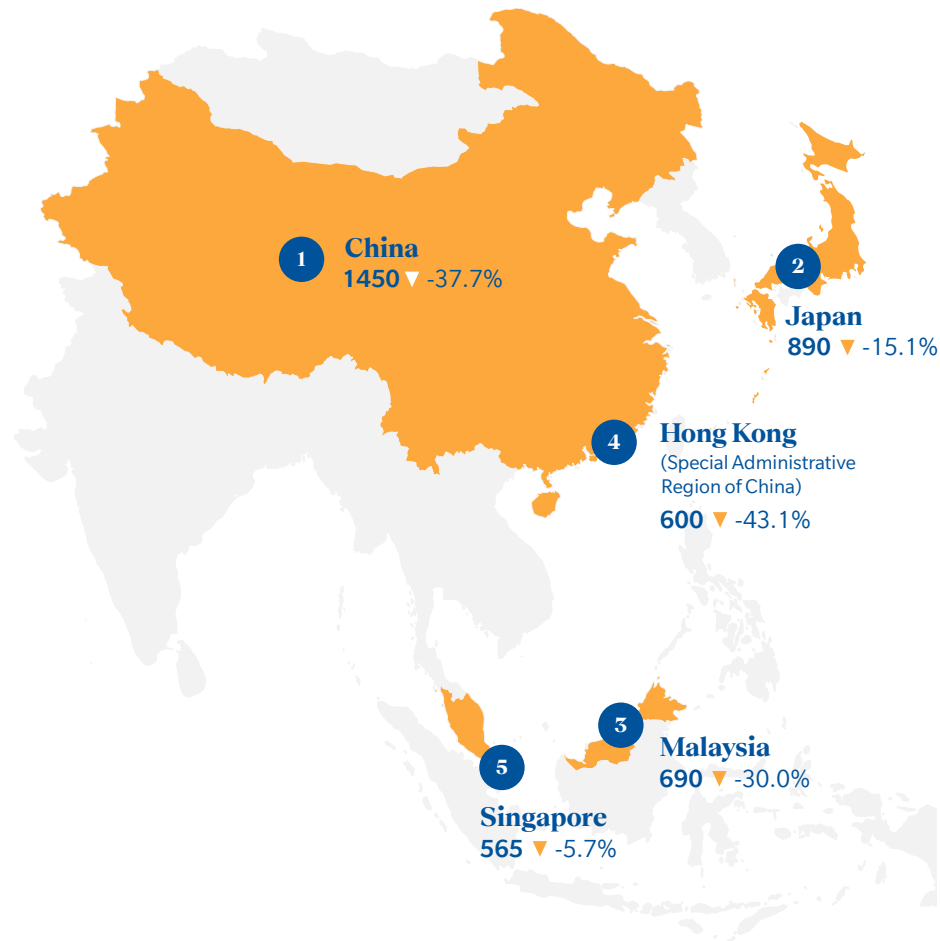 1
China
1450 ▼ -37.7%
2
Japan
890 ▼ -15.1%
4
Hong Kong
(Special Administrative
Region of China)
600 ▼ -43.1%
3
Malaysia
690 ▼ -30.0%
5
Singapore
565 ▼ -5.7%